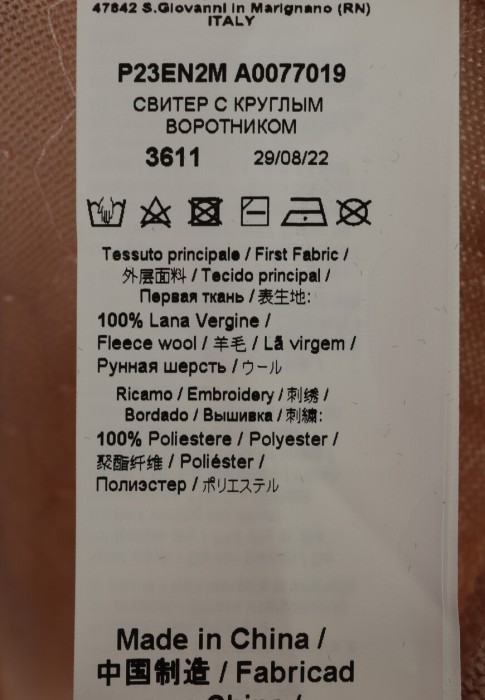 47842 S.Giovanni in Marignano (RN)
ITALY
P23EN2M A0077019
СВИТЕР С КРУГЛЫМ
ВОРОТНИКОМ
3611 29/08/22
Tessuto principale / First Fabric /
外层面料 / Tecido principal /
Первая ткань / 表生地:
100% Lana Vergine /
Fleece wool / 羊毛 / Lã virgem /
Рунная шерсть / ウール
Ricamo / Embroidery / 刺绣 /
Bordado / Вышивка / 刺繍:
100% Poliestere / Polyester /
聚酯纤维 / Poliéster /
Полиэстер / ポリエステル
Made in China /
中国制造 / Fabricad
China /